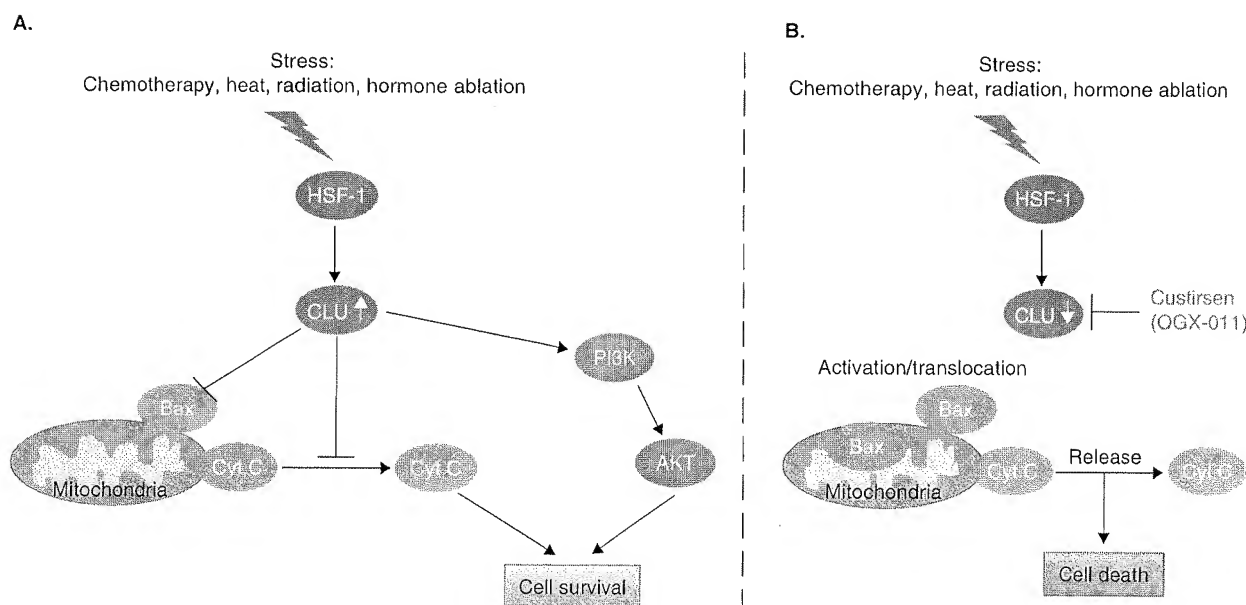 A.
Stress:
Chemotherapy, heat, radiation, hormone ablation
HSF-1
CLU
PI3K
Bax
Cyt C
Cyt C
AKT
Mitochondria
Cell survival
B.
Stress:
Chemotherapy, heat, radiation, hormone ablation
HSF-1
CLU
Custirsen
(OGX-011)
Activation/translocation
Bax
Bax
Cyt C
Release
Cyt C
Mitochondria
Cell death